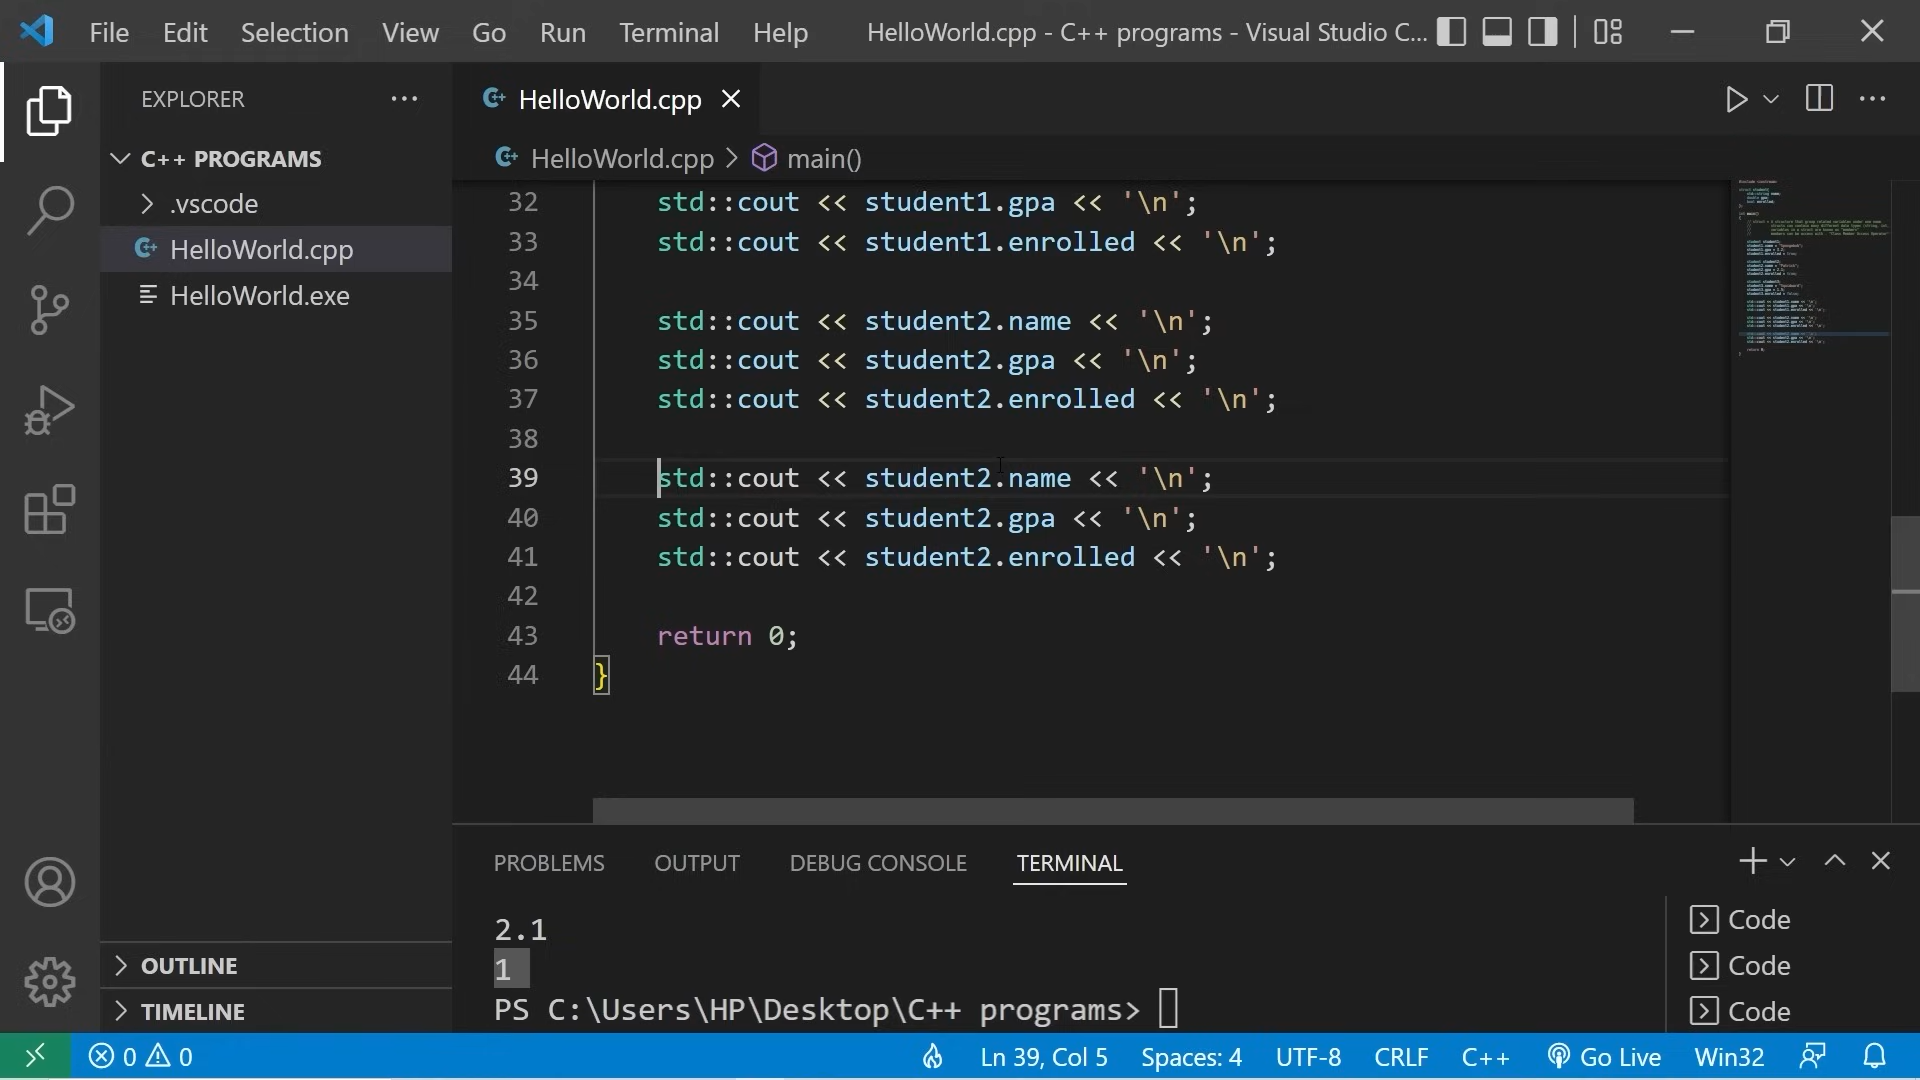 File Edit Selection View Go Run Terminal Help HelloWorld.cpp - C++ programs - Visual Studio C...
EXPLORER
HelloWorld.cpp
C++ PROGRAMS
HelloWorld.cpp > main()
.vscode
HelloWorld.cpp
HelloWorld.exe
32 std::cout << student1.gpa << '\n';
33 std::cout << student1.enrolled << '\n';
34
35 std::cout << student2.name << '\n';
36 std::cout << student2.gpa << '\n';
37 std::cout << student2.enrolled << '\n';
38
39 std::cout << student2.name << '\n';
40 std::cout << student2.gpa << '\n';
41 std::cout << student2.enrolled << '\n';
42
43 return 0;
44 }
PROBLEMS OUTPUT DEBUG CONSOLE TERMINAL
2.1
1
PS C:\Users\HP\Desktop\C++ programs>
Code
Code
Code
OUTLINE
TIMELINE
0 0 Ln 39, Col 5 Spaces: 4 UTF-8 CRLF C++ Go Live Win32